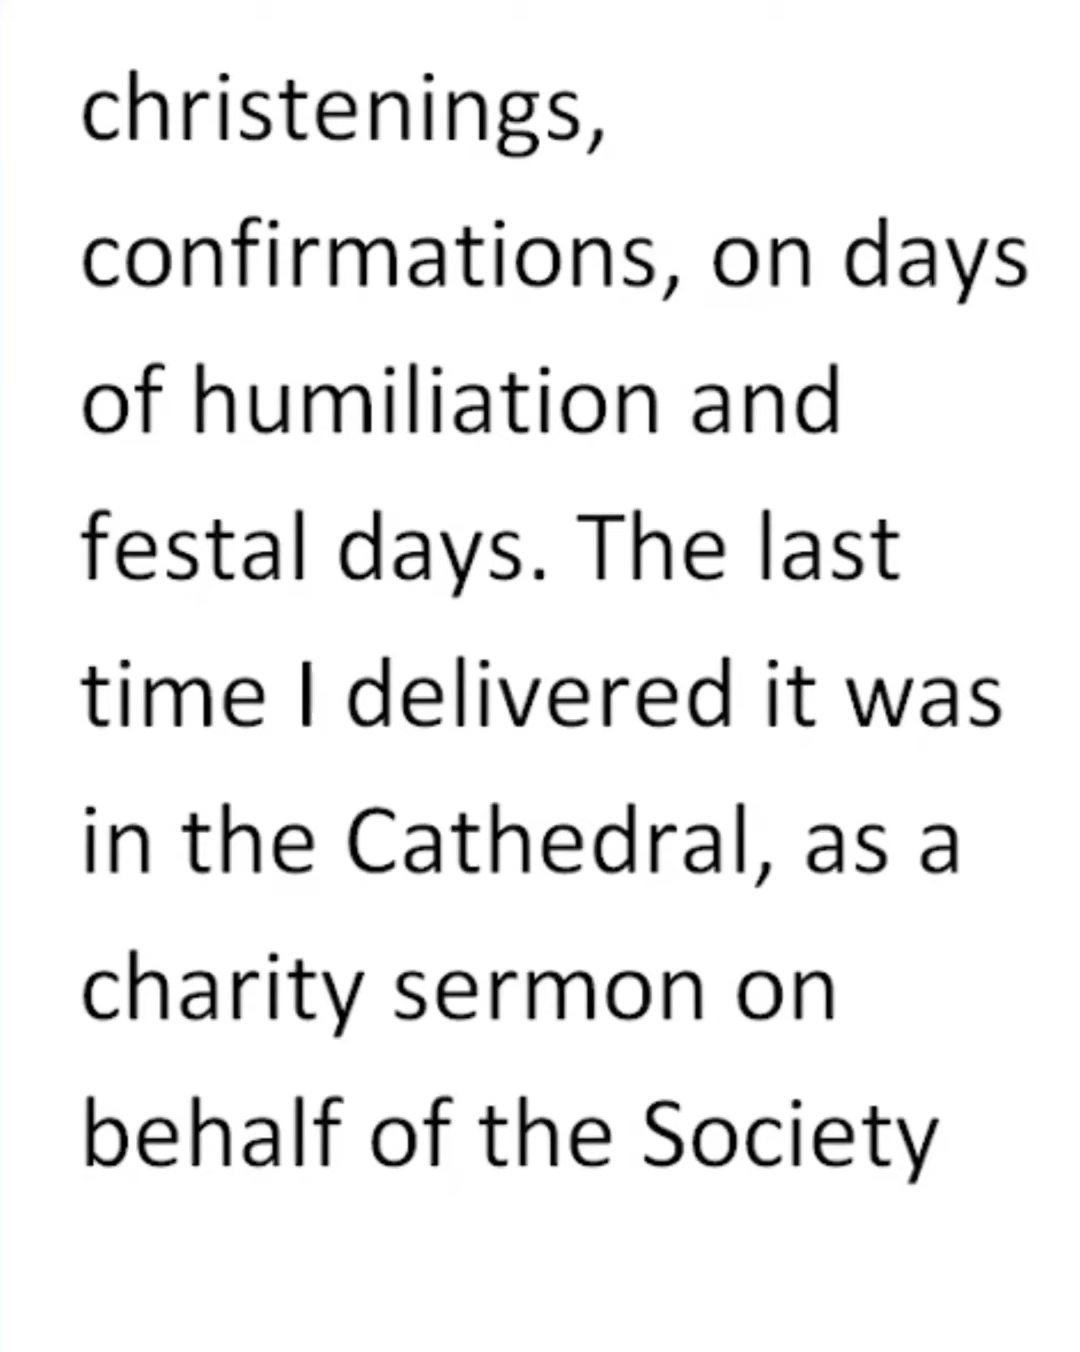 christenings,
confirmations, on days
of humiliation and
festal days. The last
time I delivered it was
in the Cathedral, as a
charity sermon on
behalf of the Society